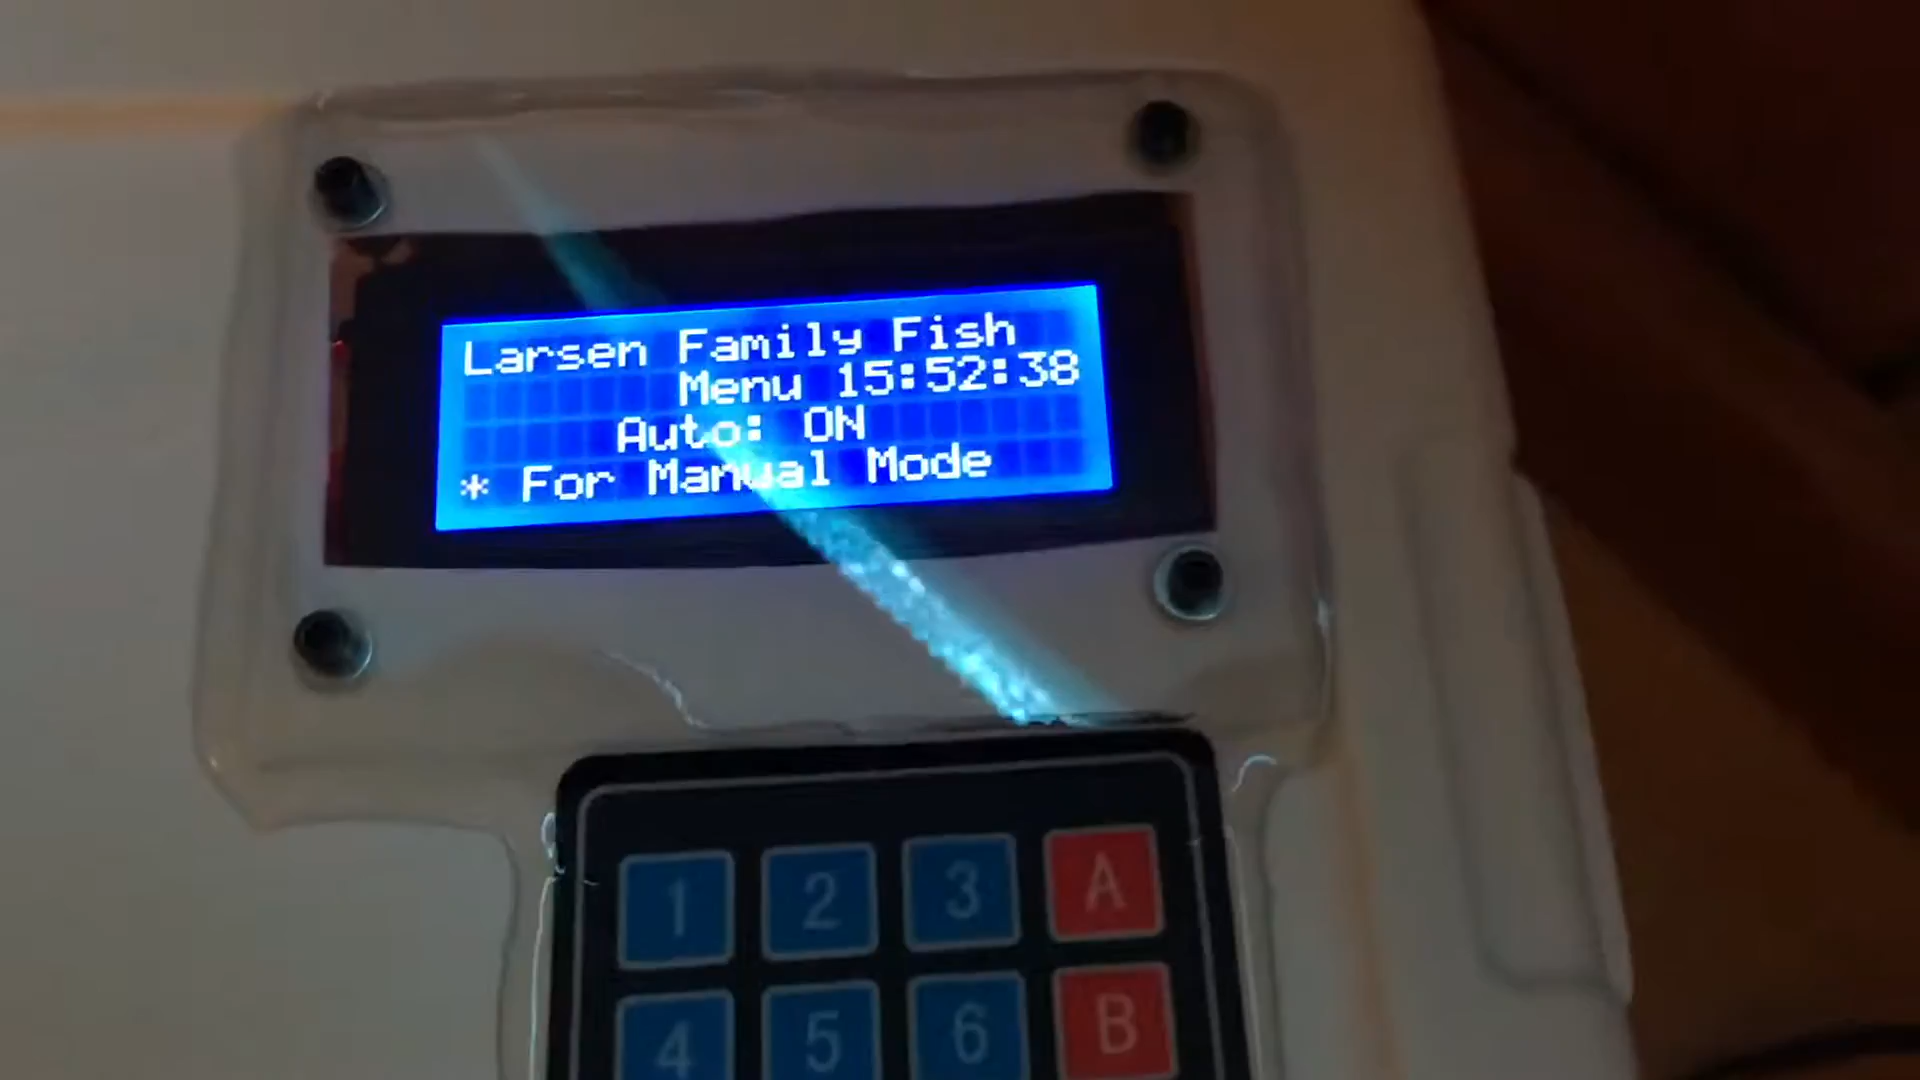 Larsen Family Fish
Menu 15:52:38
Auto: ON
* For Manual Mode
1 2 3 A
4 5 6 B